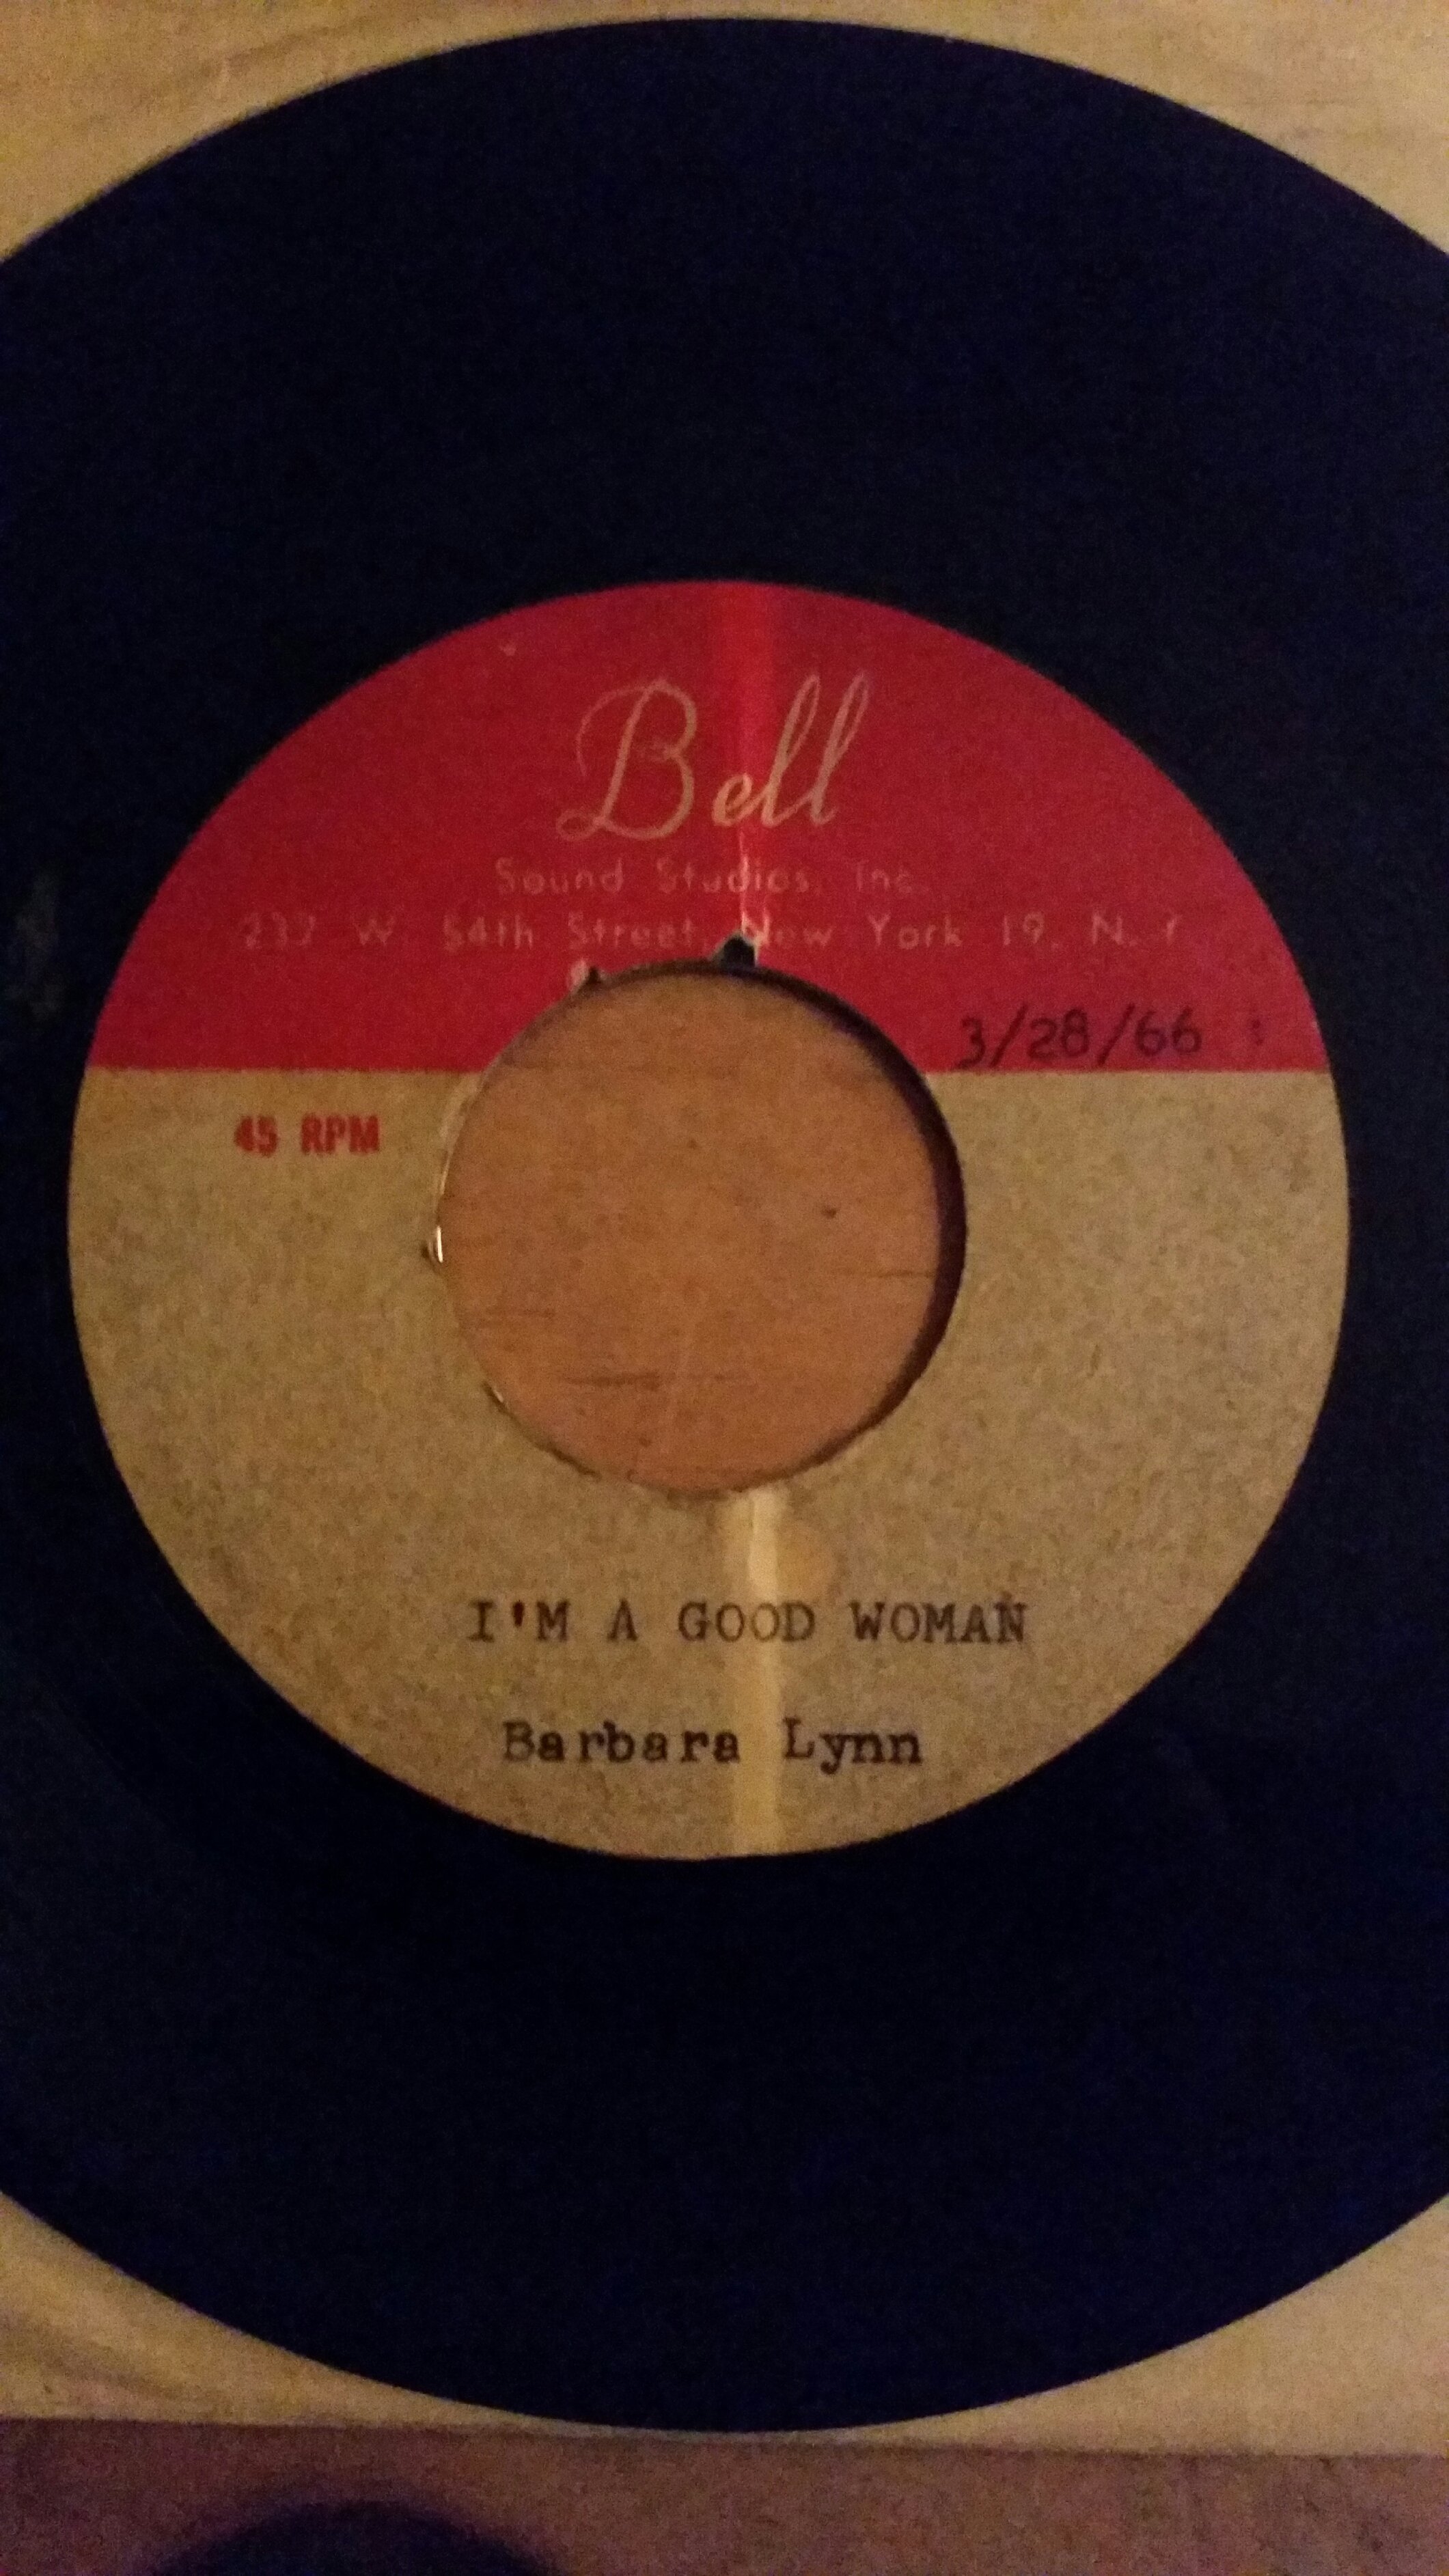 Bell
Sound Studios, Inc.
237 W. 54th Street, New York 19, N. Y
3/28/66
45 RPM
I'M A GOOD WOMAN
Barbara Lynn